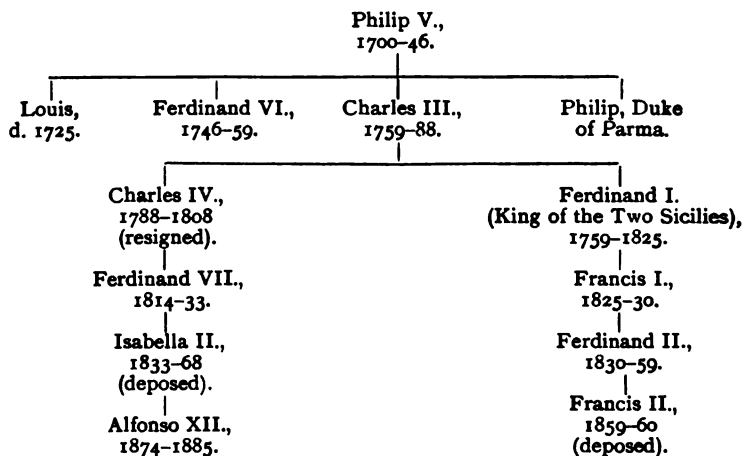 Philip V.,
1700–46.
Louis,
d. 1725.
Ferdinand VI.,
1746–59.
Charles III.,
1759–88.
Philip, Duke
of Parma.
Charles IV.,
1788–1808
(resigned).
Ferdinand VII.,
1814–33.
Isabella II.,
1833–68
(deposed).
Alfonso XII.,
1874–1885.
Ferdinand I.
(King of the Two Sicilies),
1759–1825.
Francis I.,
1825–30.
Ferdinand II.,
1830–59.
Francis II.,
1859–60
(deposed).